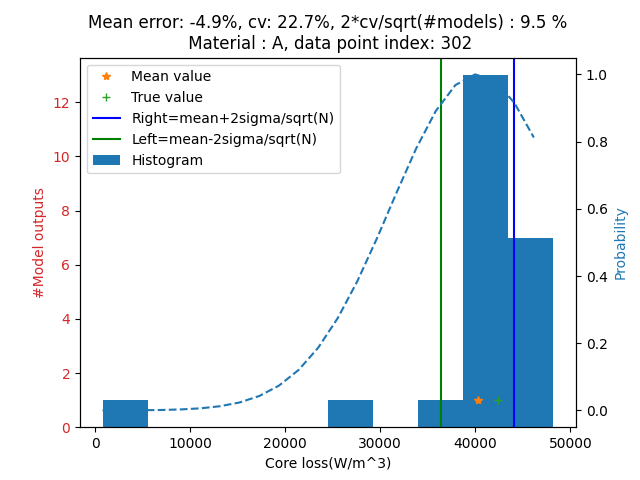 Mean error: -4.9%, cv: 22.7%, 2*cv/sqrt(#models) : 9.5 %
Material : A, data point index: 302
Mean value
True value
Right=mean+2sigma/sqrt(N)
Left=mean-2sigma/sqrt(N)
Histogram
#Model outputs
12
10
8
6
4
2
0
1.0
0.8
0.6
0.4
0.2
0.0
Probability
0 10000 20000 30000 40000 50000
Core loss(W/m^3)